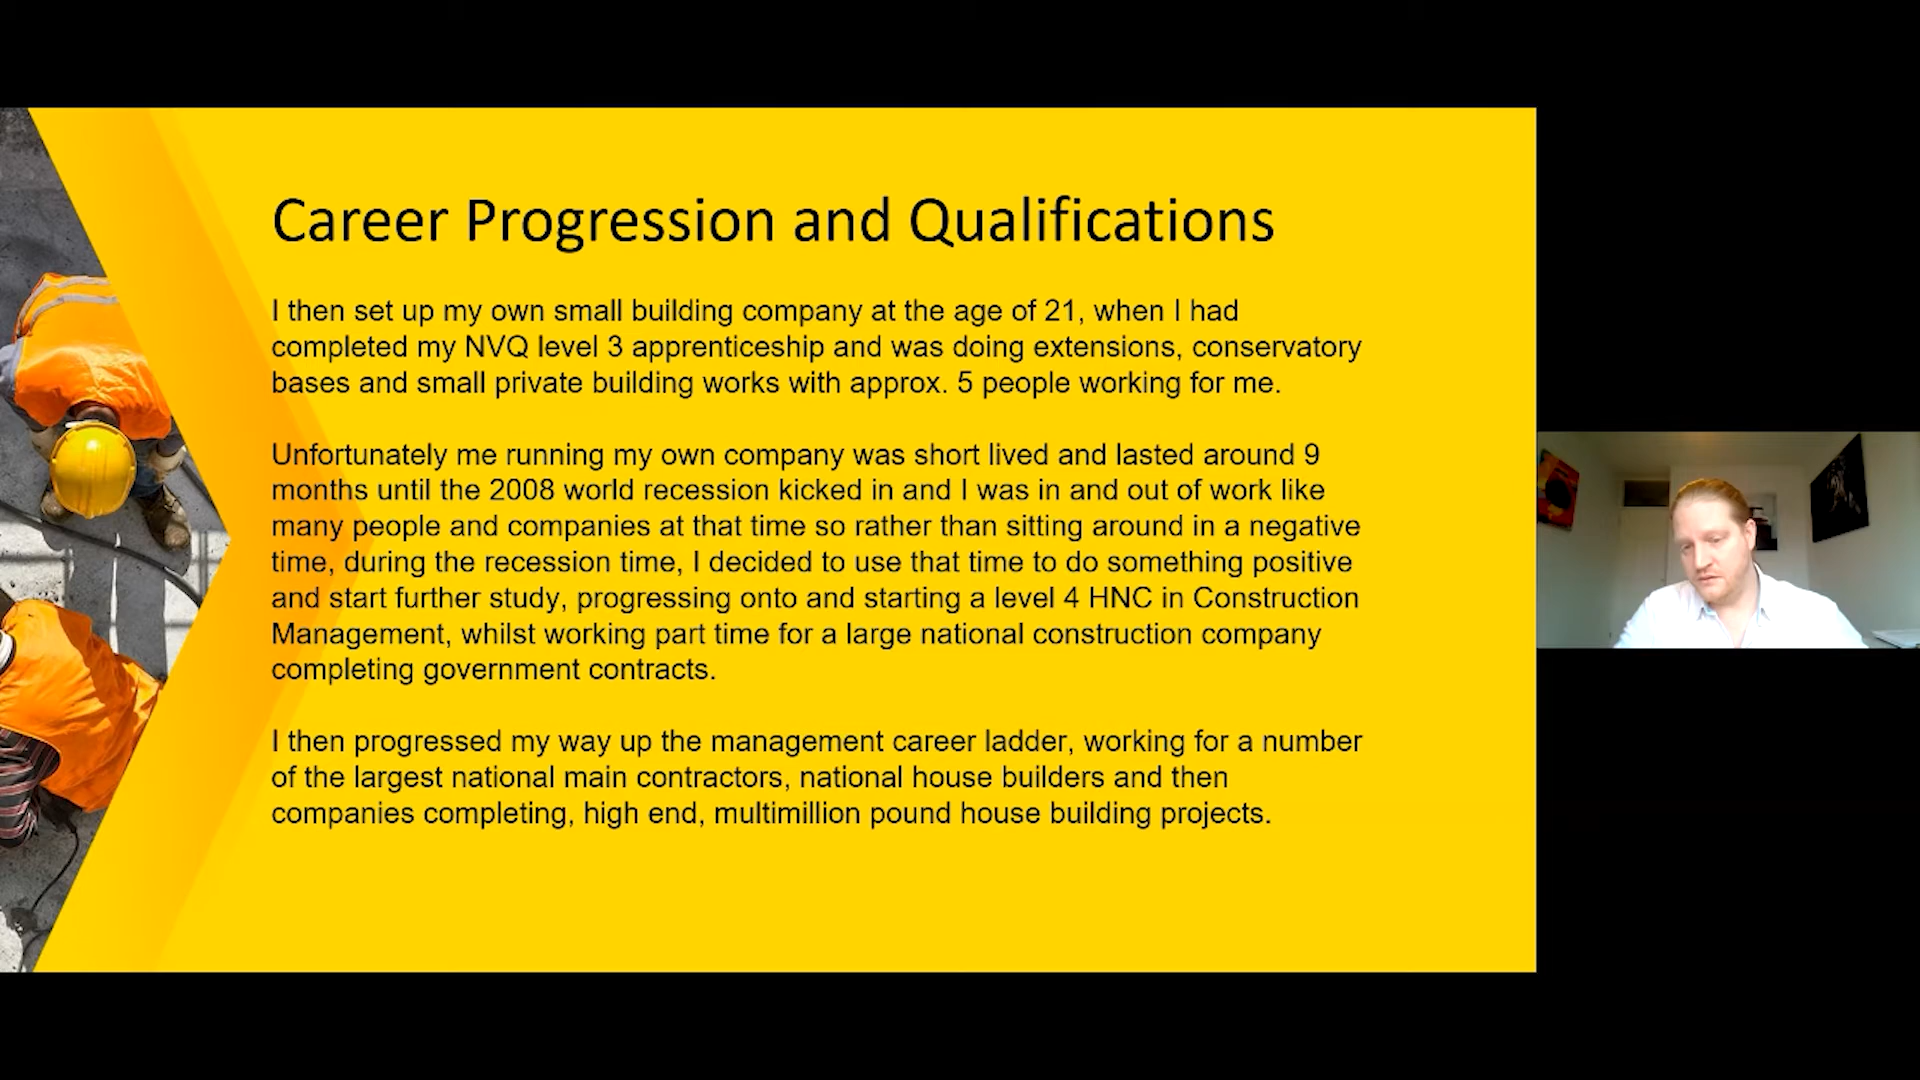 Career Progression and Qualifications
I then set up my own small building company at the age of 21, when I had
completed my NVQ level 3 apprenticeship and was doing extensions, conservatory
bases and small private building works with approx. 5 people working for me.
Unfortunately me running my own company was short lived and lasted around 9
months until the 2008 world recession kicked in and I was in and out of work like
many people and companies at that time so rather than sitting around in a negative
time, during the recession time, I decided to use that time to do something positive
and start further study, progressing onto and starting a level 4 HNC in Construction
Management, whilst working part time for a large national construction company
completing government contracts.
I then progressed my way up the management career ladder, working for a number
of the largest national main contractors, national house builders and then
companies completing, high end, multimillion pound house building projects.